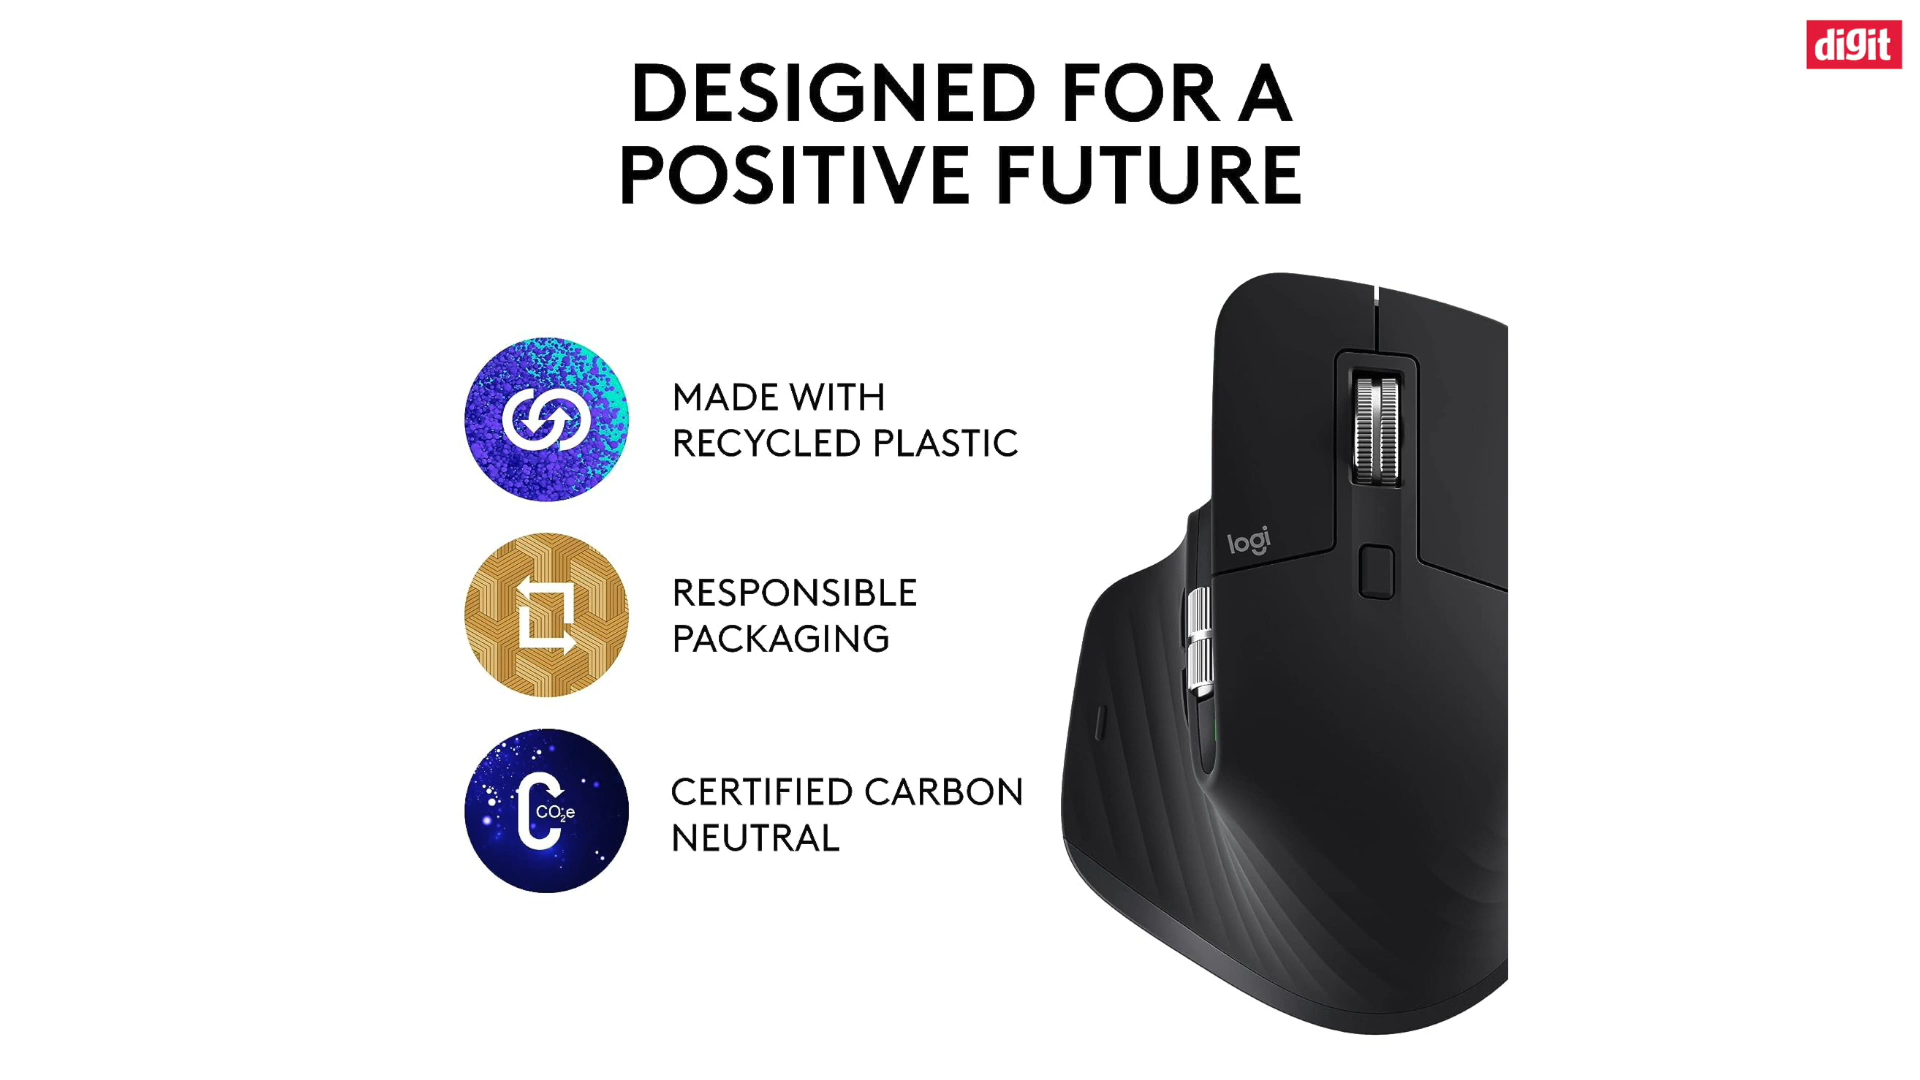 digit
DESIGNED FOR A
POSITIVE FUTURE
MADE WITH
RECYCLED PLASTIC
logi
RESPONSIBLE
PACKAGING
CO₂e
CERTIFIED CARBON
NEUTRAL